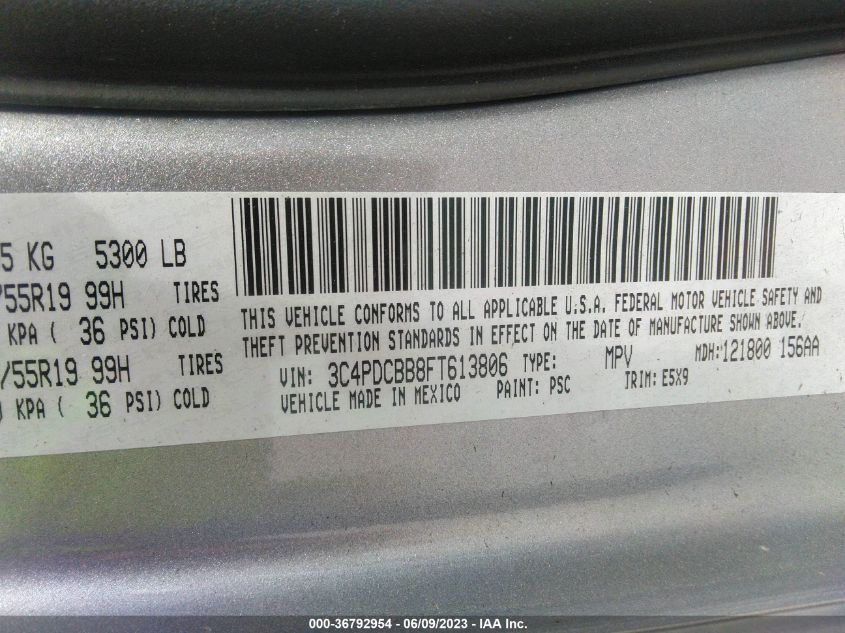 5 KG 5300 LB
/55R19 99H TIRES
KPA ( 36 PSI) COLD
/55R19 99H TIRES
KPA ( 36 PSI) COLD
THIS VEHICLE CONFORMS TO ALL APPLICABLE U.S.A. FEDERAL MOTOR VEHICLE SAFETY AND
THEFT PREVENTION STANDARDS IN EFFECT ON THE DATE OF MANUFACTURE SHOWN ABOVE.
VIN: 3C4PDCBB8FT613806 TYPE: MPV MDH: 121800 156AA
VEHICLE MADE IN MEXICO PAINT: PSC TRIM: E5X9
000-36792954 / 06/09/2023 / © IAA Inc.